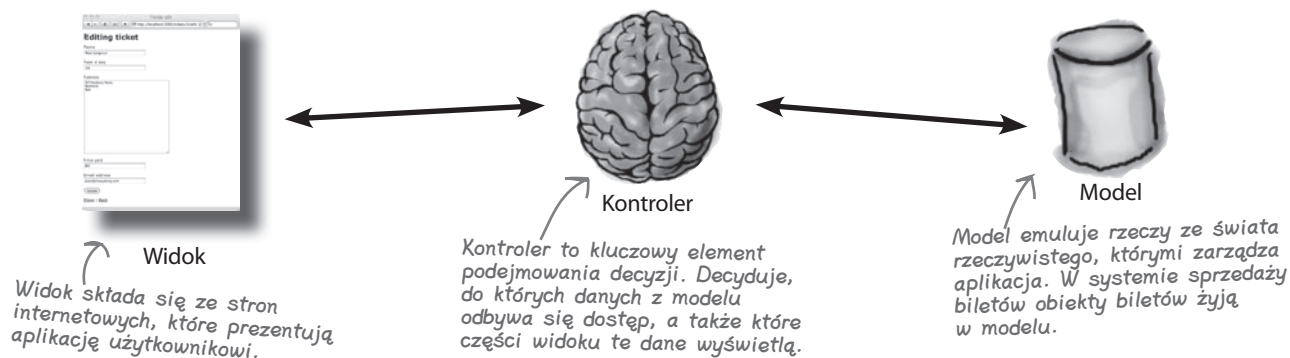 Editing ticket
Kontroler
Model
Widok
Widok składa się ze stron
internetowych, które prezentują
aplikację użytkownikowi.
Kontroler to kluczowy element
podejmowania decyzji. Decyduje,
do których danych z modelu
odbywa się dostęp, a także które
części widoku te dane wyświetlą.
Model emuluje rzeczy ze świata
rzeczywistego, którymi zarządza
aplikacja. W systemie sprzedaży
biletów obiekty biletów żyją
w modelu.